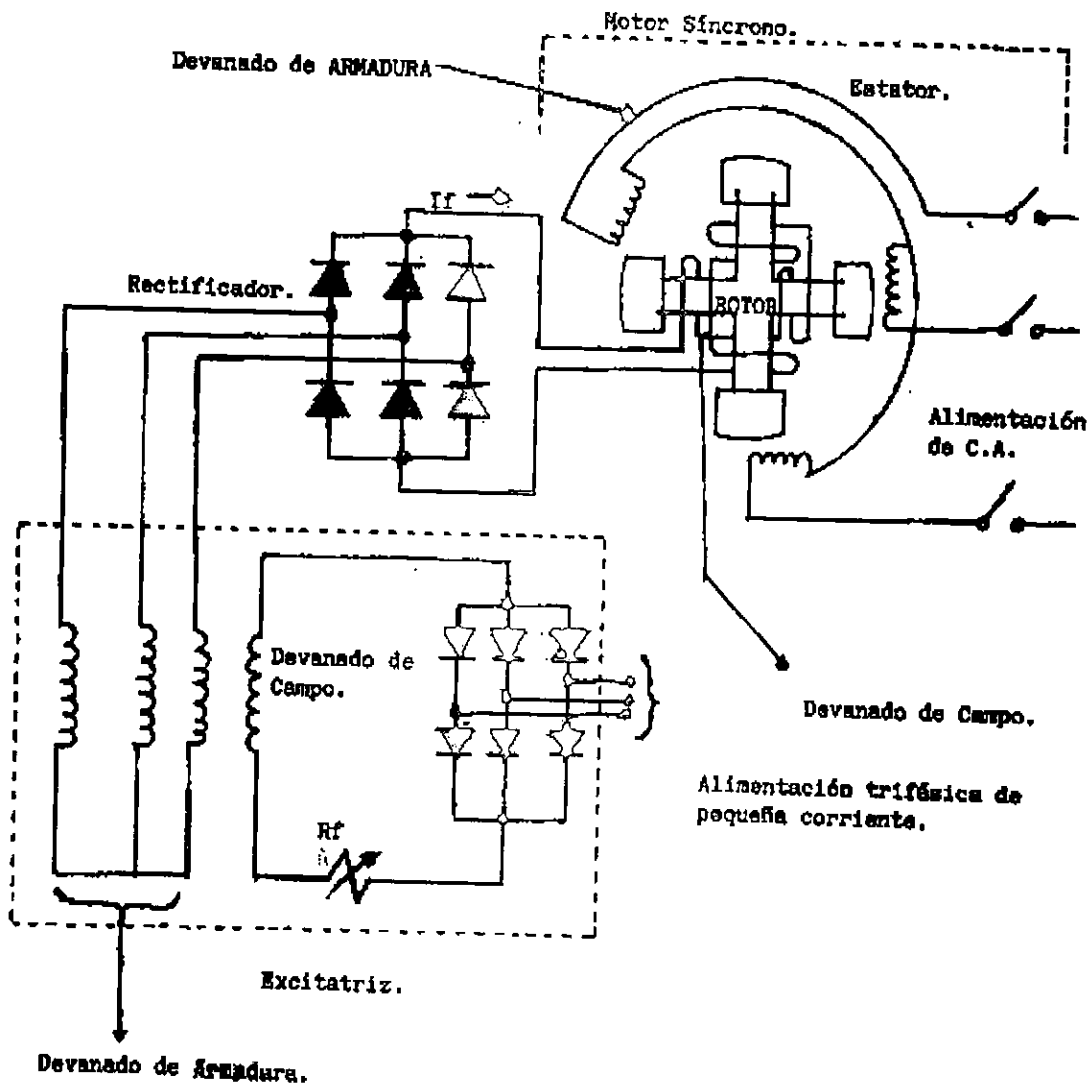 Motor Síncrono.
Devanado de ARMADURA
Estator.
If
Rectificador.
ROTOR
Alimentación
de C.A.
Devanado de
Campo.
Devanado de Campo.
Alimentación trifásica de
pequeña corriente.
Rf
Excitatriz.
Devanado de Armadura.